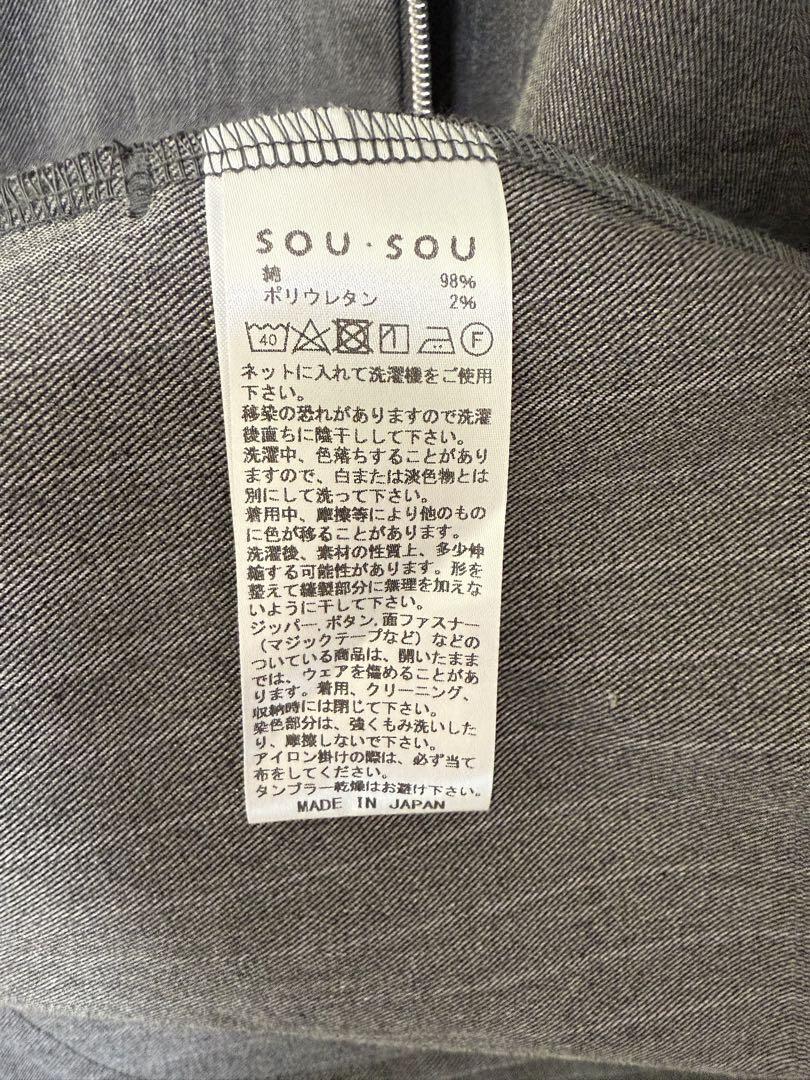 SOU・SOU
綿 98%
ポリウレタン 2%
40 F
ネットに入れて洗濯機をご使用
下さい。
移染の恐れがありますので洗濯
後直ちに陰干しして下さい。
洗濯中、色落ちすることがあり
ますので、白または淡色物とは
別にして洗って下さい。
着用中、摩擦等により他のもの
に色が移ることがあります。
洗濯後、素材の性質上、多少伸
縮する可能性があります。形を
整えて縫製部分に無理を加えな
いように干して下さい。
ジッパー、ボタン、面ファスナー
（マジックテープなど）などの
ついている商品は、開いたまま
では、ウェアを傷めることがあ
ります。着用、クリーニング、
収納時には閉じて下さい。
染色部分は、強くもみ洗いした
り、摩擦しないで下さい。
アイロン掛けの際は、必ず当て
布をしてください。
タンブラー乾燥はお避け下さい。
MADE IN JAPAN